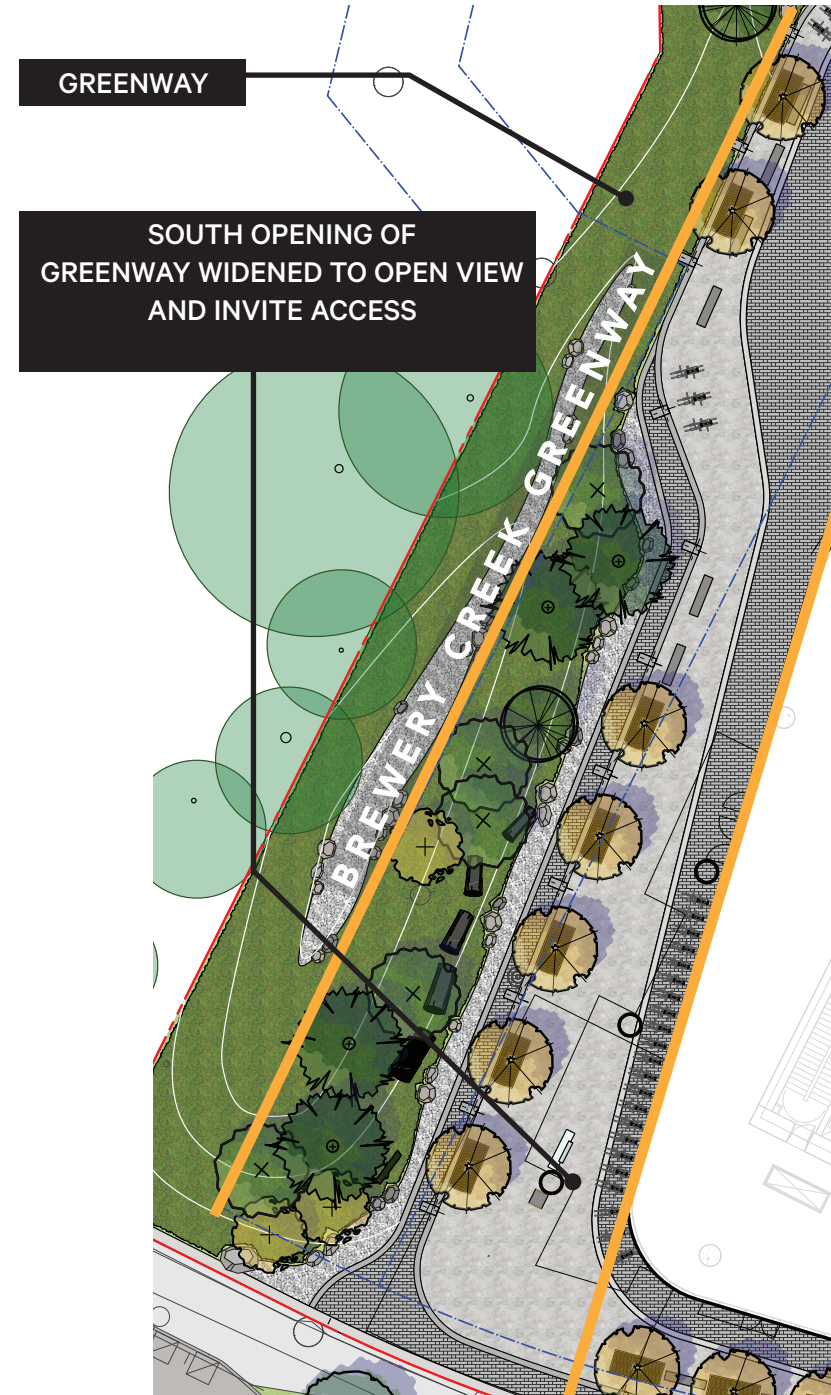 GREENWAY
SOUTH OPENING OF
GREENWAY WIDENED TO OPEN VIEW
AND INVITE ACCESS
BREWERY CREEK GREENWAY